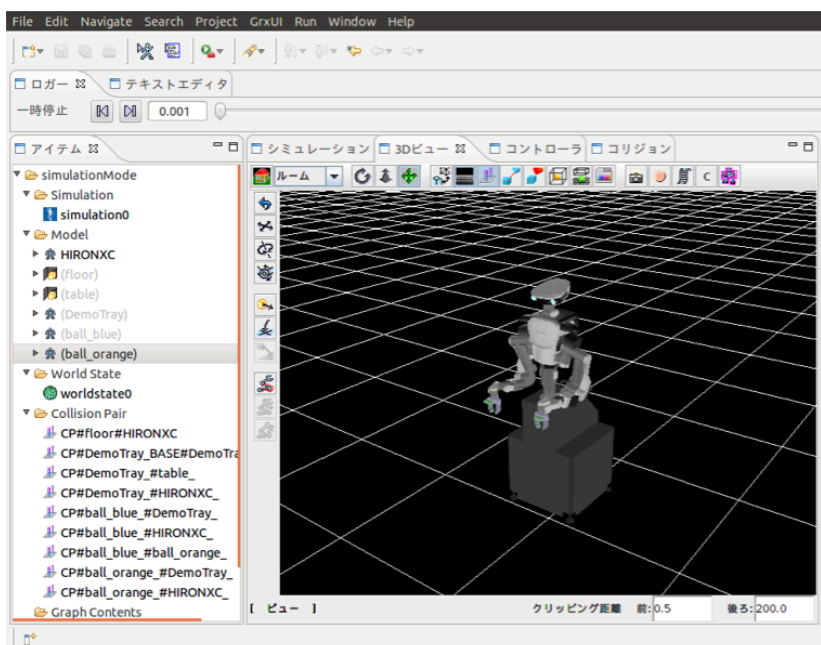 File Edit Navigate Search Project GrxUI Run Window Help
ロガー テキストエディタ
一時停止 0.001
アイテム
simulationMode
Simulation
simulation0
Model
HIRONXC
(floor)
(table)
(DemoTray)
(ball_blue)
(ball_orange)
World State
worldstate0
Collision Pair
CP#floor#HIRONXC
CP#DemoTray_BASE#DemoTra
CP#DemoTray_#table_
CP#DemoTray_#HIRONXC_
CP#ball_blue_#DemoTray_
CP#ball_blue_#HIRONXC_
CP#ball_blue_#ball_orange_
CP#ball_orange_#DemoTray_
CP#ball_orange_#HIRONXC_
Graph Contents
シミュレーション 3Dビュー コントローラ コリジョン
ルーム C
[ ビュー ] クリッピング距離 前: 0.5 後ろ: 200.0